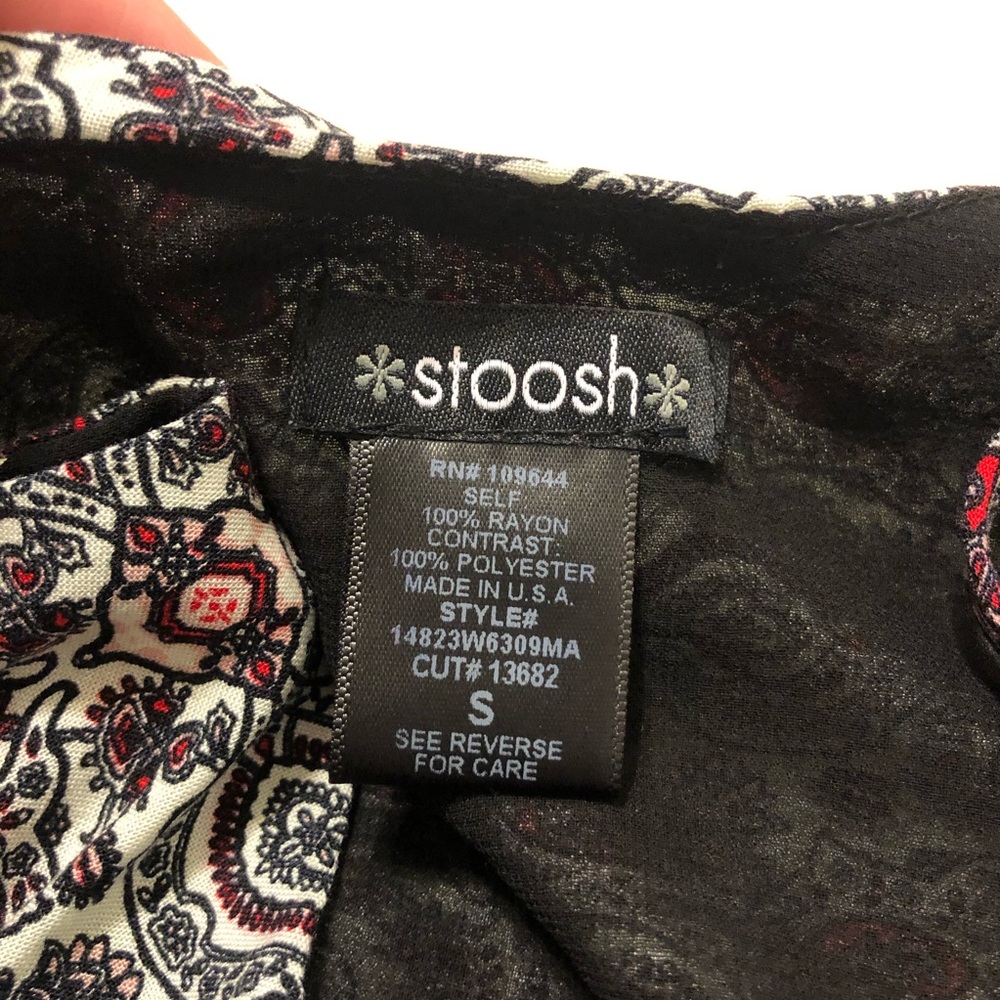 *stoosh*
RN# 109644
SELF
100% RAYON
CONTRAST:
100% POLYESTER
MADE IN U.S.A.
STYLE#
14823W6309MA
CUT# 13682
S
SEE REVERSE
FOR CARE